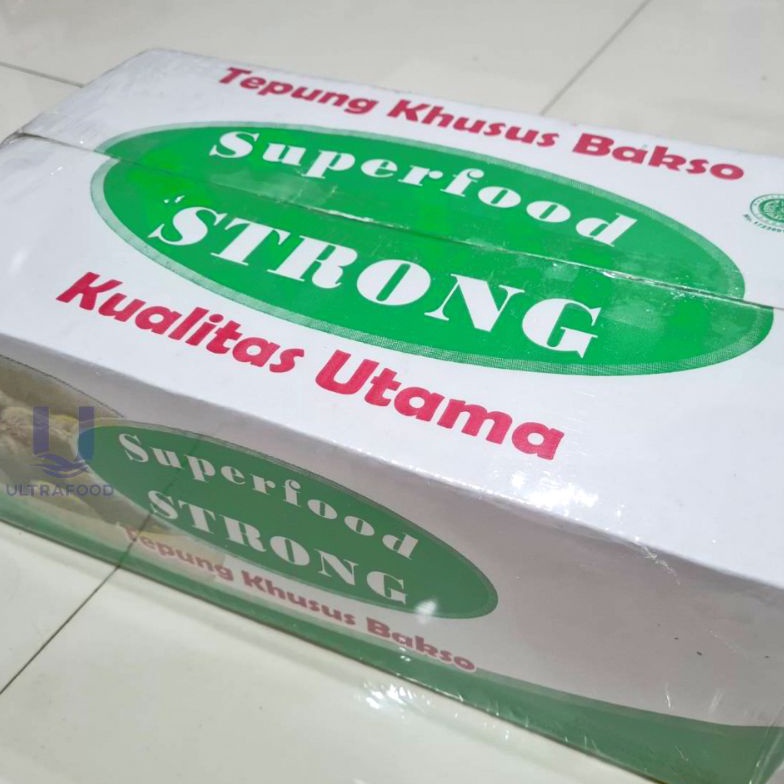 Tepung Khusus Bakso
Superfood
"STRONG
Kualitas Utama
U
ULTRAFOOD
Superfood
STRONG
Tepung Khusus Bakso